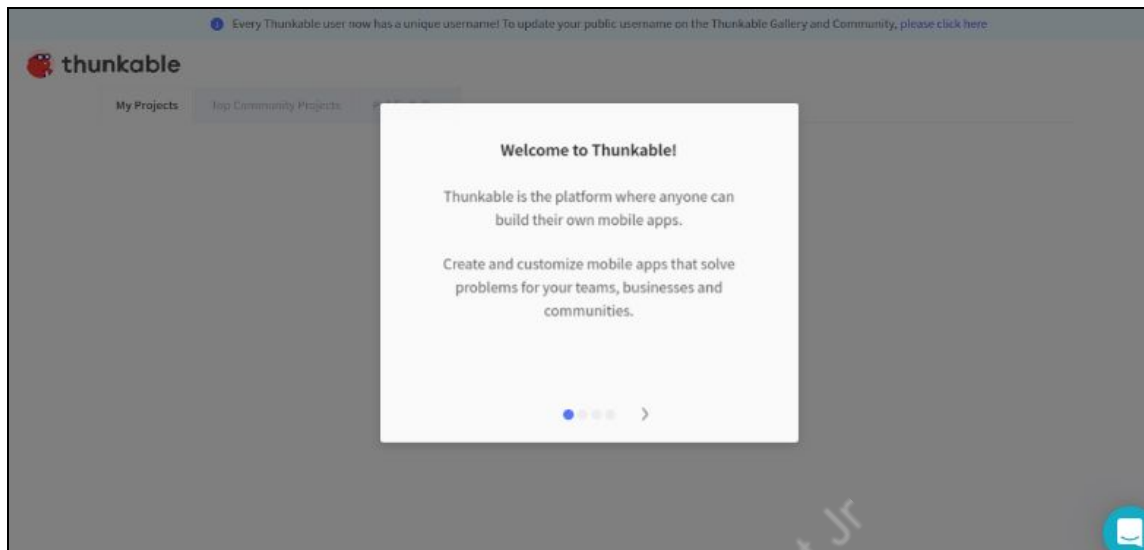 Every Thunkable user now has a unique username! To update your public username on the Thunkable Gallery and Community, please click here
thunkable
My Projects Top Community Projects
Welcome to Thunkable!
Thunkable is the platform where anyone can
build their own mobile apps.
Create and customize mobile apps that solve
problems for your teams, businesses and
communities.
Jr